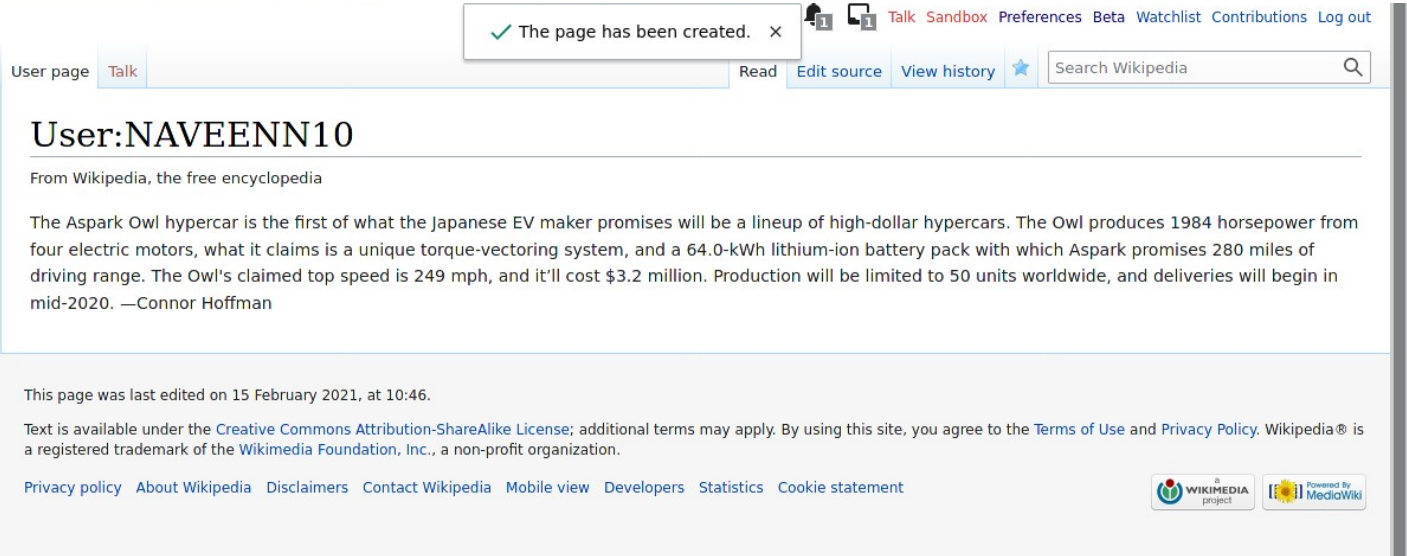 The page has been created. ×
1 1 Talk Sandbox Preferences Beta Watchlist Contributions Log out
User page Talk Read Edit source View history Search Wikipedia
User:NAVEENN10
From Wikipedia, the free encyclopedia
The Aspark Owl hypercar is the first of what the Japanese EV maker promises will be a lineup of high-dollar hypercars. The Owl produces 1984 horsepower from
four electric motors, what it claims is a unique torque-vectoring system, and a 64.0-kWh lithium-ion battery pack with which Aspark promises 280 miles of
driving range. The Owl's claimed top speed is 249 mph, and it’ll cost $3.2 million. Production will be limited to 50 units worldwide, and deliveries will begin in
mid-2020. —Connor Hoffman
This page was last edited on 15 February 2021, at 10:46.
Text is available under the Creative Commons Attribution-ShareAlike License; additional terms may apply. By using this site, you agree to the Terms of Use and Privacy Policy. Wikipedia® is
a registered trademark of the Wikimedia Foundation, Inc., a non-profit organization.
Privacy policy About Wikipedia Disclaimers Contact Wikipedia Mobile view Developers Statistics Cookie statement
a WIKIMEDIA project
Powered By MediaWiki